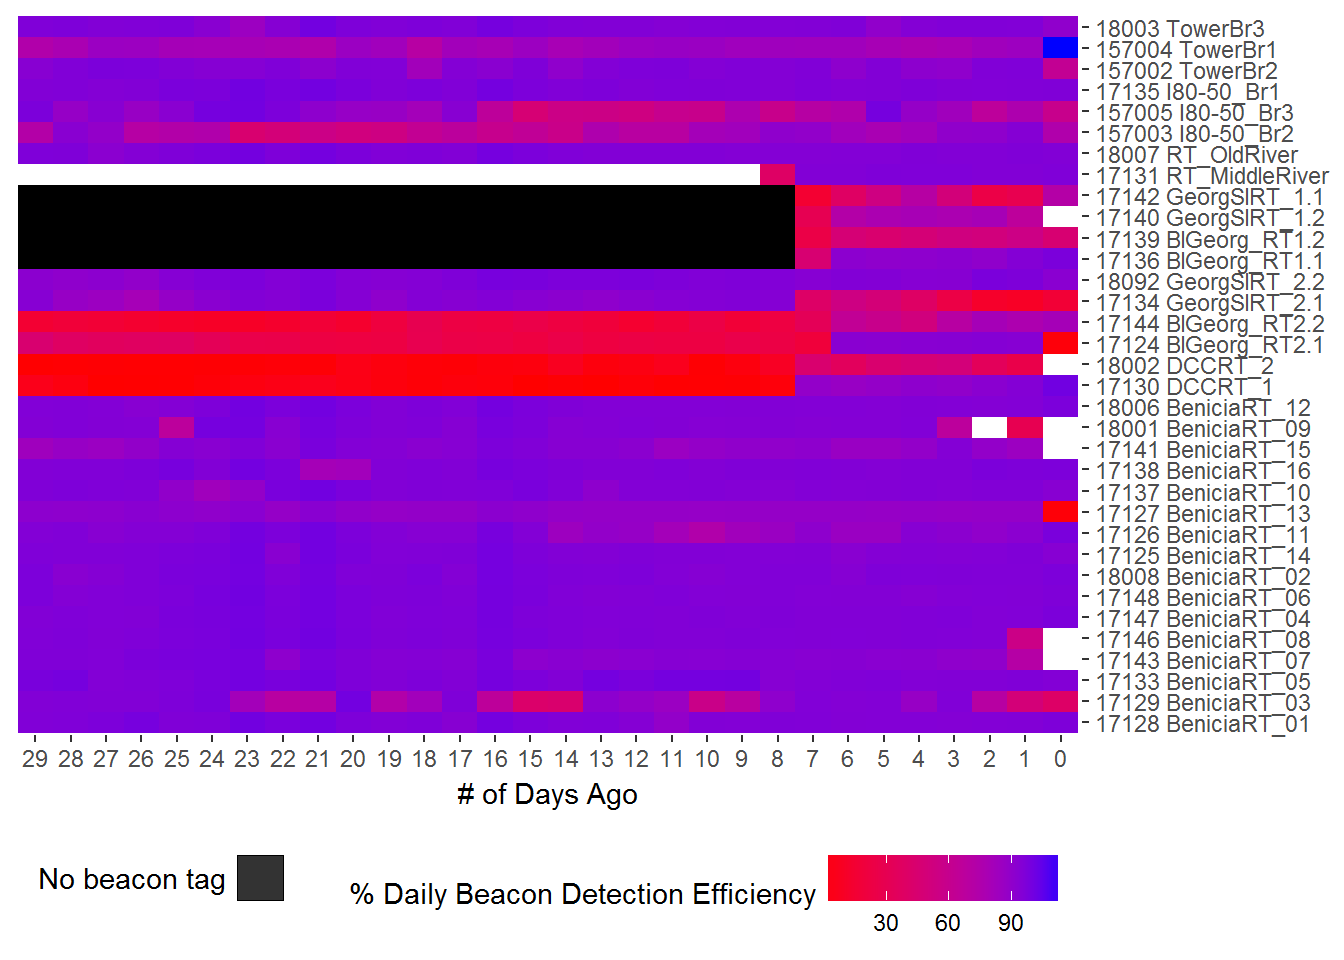 18003 TowerBr3
157004 TowerBr1
157002 TowerBr2
17135 I80-50_Br1
157005 I80-50_Br3
157003 I80-50_Br2
18007 RT_OldRiver
17131 RT_MiddleRiver
17142 GeorgSlRT_1.1
17140 GeorgSlRT_1.2
17139 BlGeorg_RT1.2
17136 BlGeorg_RT1.1
18092 GeorgSlRT_2.2
17134 GeorgSlRT_2.1
17144 BlGeorg_RT2.2
17124 BlGeorg_RT2.1
18002 DCCRT_2
17130 DCCRT_1
18006 BeniciaRT_12
18001 BeniciaRT_09
17141 BeniciaRT_15
17138 BeniciaRT_16
17137 BeniciaRT_10
17127 BeniciaRT_13
17126 BeniciaRT_11
17125 BeniciaRT_14
18008 BeniciaRT_02
17148 BeniciaRT_06
17147 BeniciaRT_04
17146 BeniciaRT_08
17143 BeniciaRT_07
17133 BeniciaRT_05
17129 BeniciaRT_03
17128 BeniciaRT_01
29 28 27 26 25 24 23 22 21 20 19 18 17 16 15 14 13 12 11 10 9 8 7 6 5 4 3 2 1 0
# of Days Ago
No beacon tag
% Daily Beacon Detection Efficiency
30 60 90